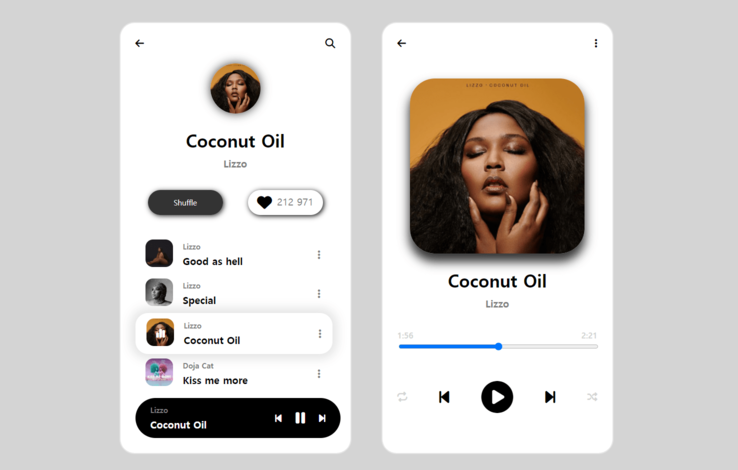 Coconut Oil
Lizzo
Shuffle
212 971
Lizzo
Good as hell
Lizzo
Special
Lizzo
Coconut Oil
Doja Cat
Kiss me more
Lizzo
Coconut Oil
LIZZO · COCONUT OIL
Coconut Oil
Lizzo
1:56
2:21